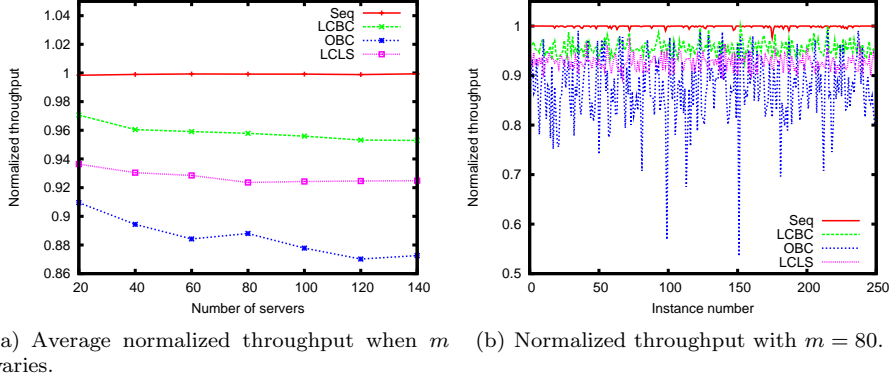 1.04
1.02
1
0.98
0.96
0.94
0.92
0.9
0.88
0.86
20 40 60 80 100 120 140
Normalized throughput
Number of servers
Seq
LCBC
OBC
LCLS
1
0.9
0.8
0.7
0.6
0.5
0 50 100 150 200 250
Normalized throughput
Instance number
Seq
LCBC
OBC
LCLS
a) Average normalized throughput when m
varies.
(b) Normalized throughput with m = 80.